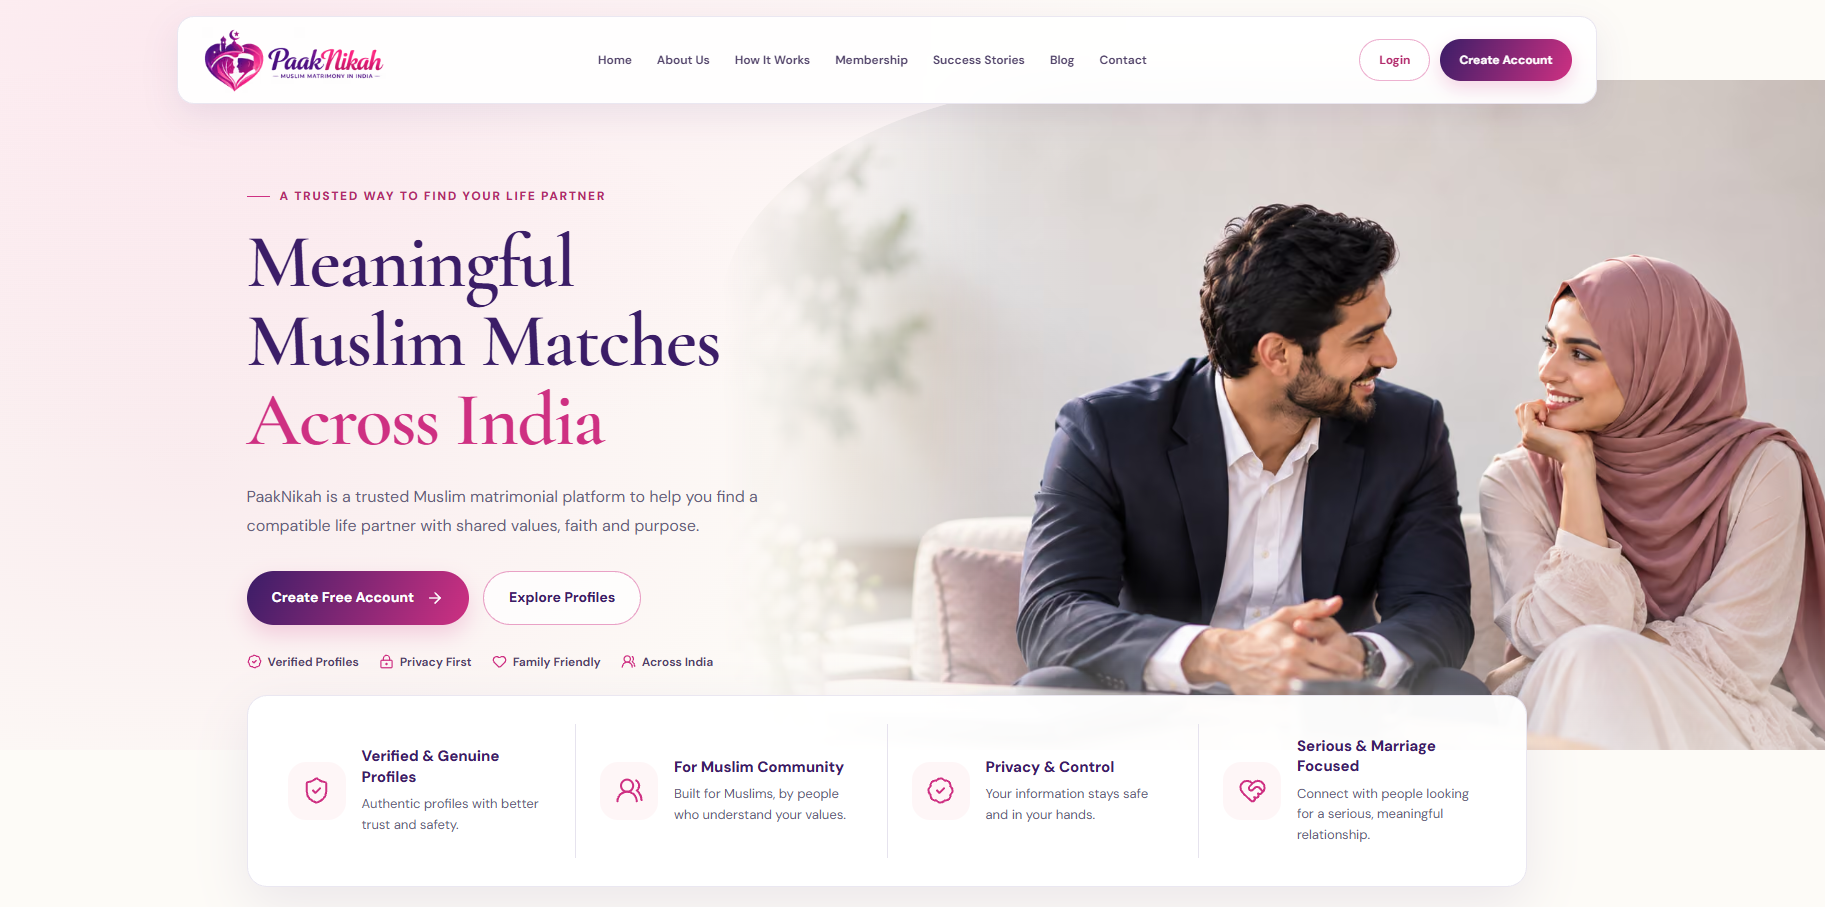 PaakNikah
MUSLIM MATRIMONY IN INDIA
Home
About Us
How It Works
Membership
Success Stories
Blog
Contact
Login
Create Account
A TRUSTED WAY TO FIND YOUR LIFE PARTNER
Meaningful
Muslim Matches
Across India
PaakNikah is a trusted Muslim matrimonial platform to help you find a
compatible life partner with shared values, faith and purpose.
Create Free Account
Explore Profiles
Verified Profiles
Privacy First
Family Friendly
Across India
Verified & Genuine
Profiles
Authentic profiles with better
trust and safety.
For Muslim Community
Built for Muslims, by people
who understand your values.
Privacy & Control
Your information stays safe
and in your hands.
Serious & Marriage
Focused
Connect with people looking
for a serious, meaningful
relationship.